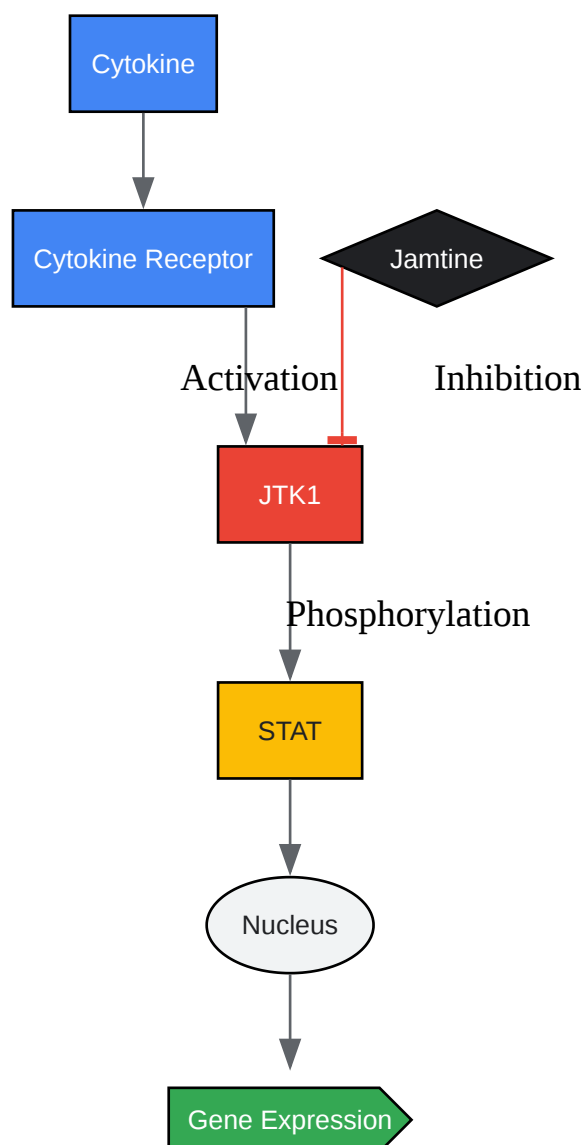 Cytokine
Cytokine Receptor
Jamtine
Activation
Inhibition
JTK1
Phosphorylation
STAT
Nucleus
Gene Expression